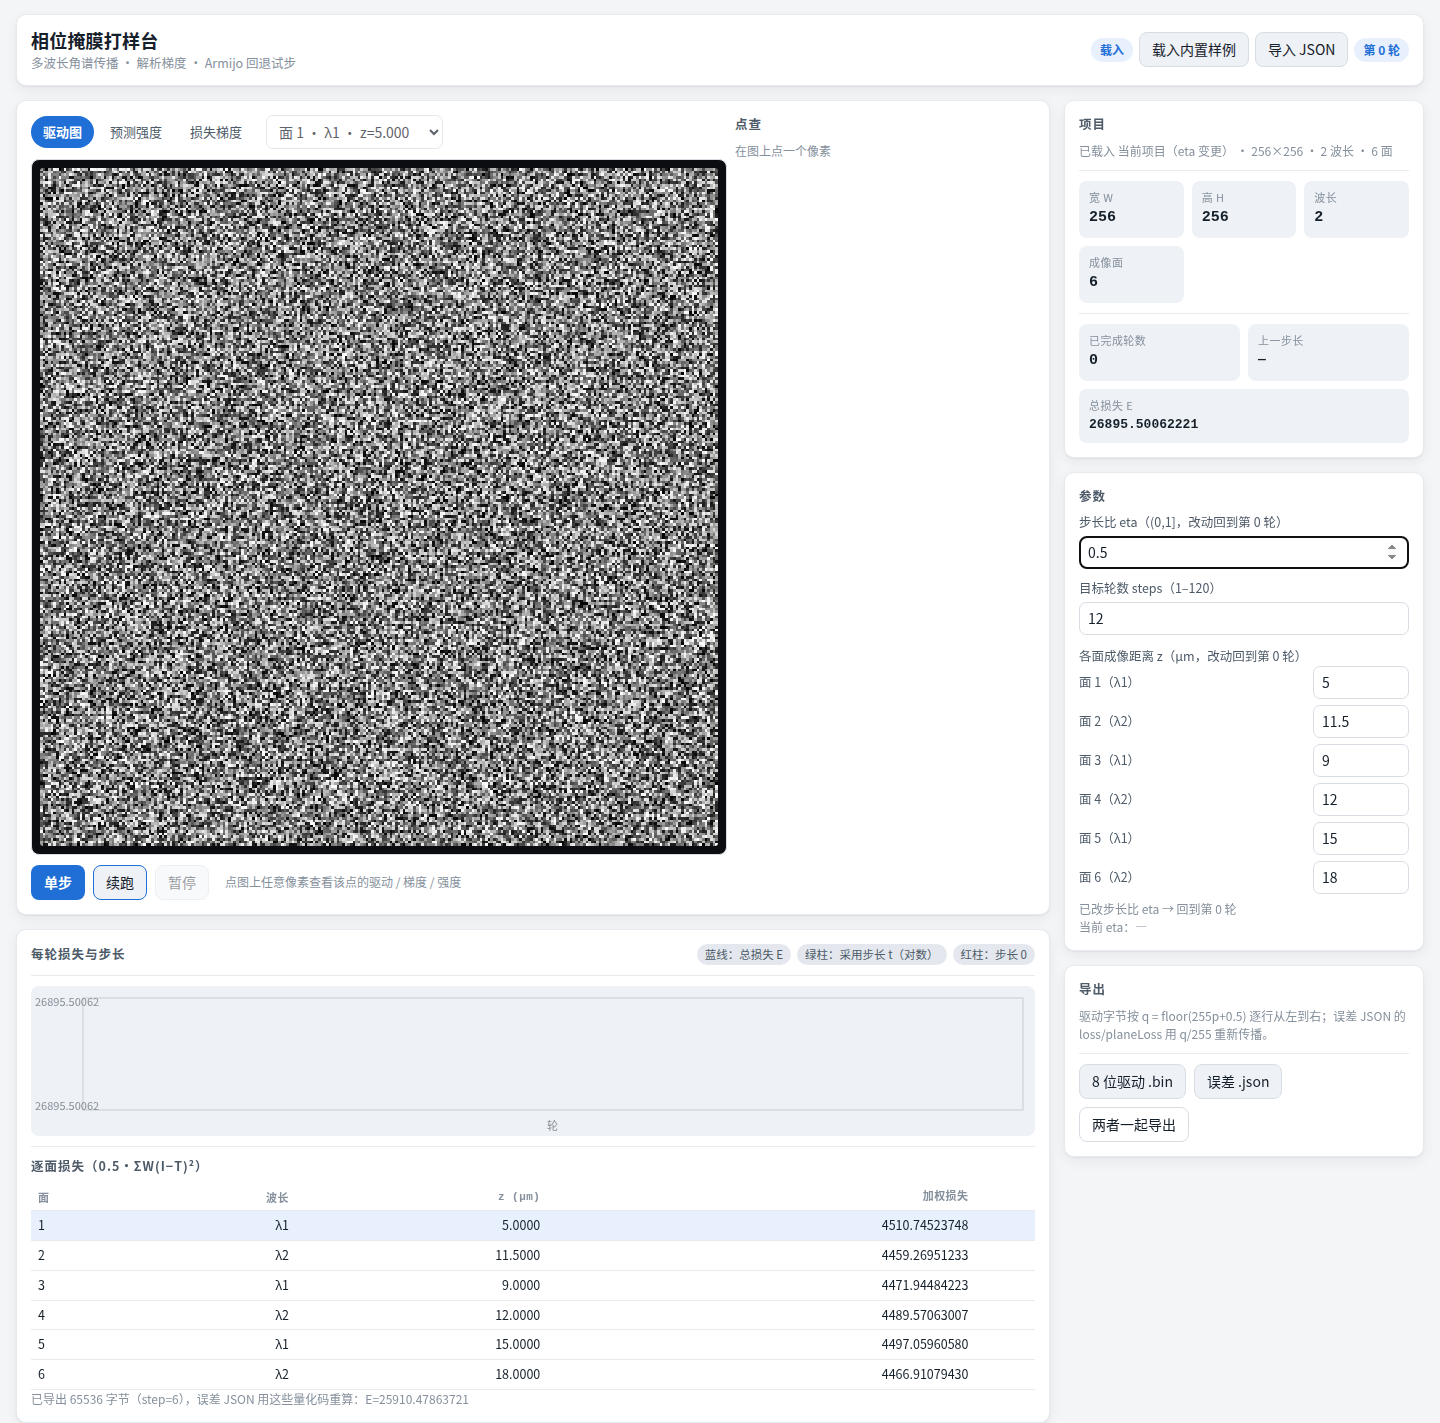 相位掩膜打样台
多波长角谱传播 · 解析梯度 · Armijo 回退试步
载入
载入内置样例
导入 JSON
第 0 轮
驱动图
预测强度
损失梯度
面 1 · λ1 · z=5.000
点查
在图上点一个像素
单步
续跑
暂停
点图上任意像素查看该点的驱动 / 梯度 / 强度
每轮损失与步长
蓝线：总损失 E
绿柱：采用步长 t（对数）
红柱：步长 0
26895.50062
26895.50062
轮
逐面损失（0.5·ΣW(I−T)²）
面 波长 z (μm) 加权损失
1 λ1 5.0000 4510.74523748
2 λ2 11.5000 4459.26951233
3 λ1 9.0000 4471.94484223
4 λ2 12.0000 4489.57063007
5 λ1 15.0000 4497.05960580
6 λ2 18.0000 4466.91079430
已导出 65536 字节（step=6），误差 JSON 用这些量化码重算：E=25910.47863721
项目
已载入 当前项目（eta 变更） · 256×256 · 2 波长 · 6 面
宽 W
256
高 H
256
波长
2
成像面
6
已完成轮数
0
上一步长
—
总损失 E
26895.50062221
参数
步长比 eta（(0,1]，改动回到第 0 轮）
0.5
目标轮数 steps（1–120）
12
各面成像距离 z（μm，改动回到第 0 轮）
面 1（λ1） 5
面 2（λ2） 11.5
面 3（λ1） 9
面 4（λ2） 12
面 5（λ1） 15
面 6（λ2） 18
已改步长比 eta → 回到第 0 轮
当前 eta：—
导出
驱动字节按 q = floor(255p+0.5) 逐行从左到右；误差 JSON 的
loss/planeLoss 用 q/255 重新传播。
8 位驱动 .bin
误差 .json
两者一起导出